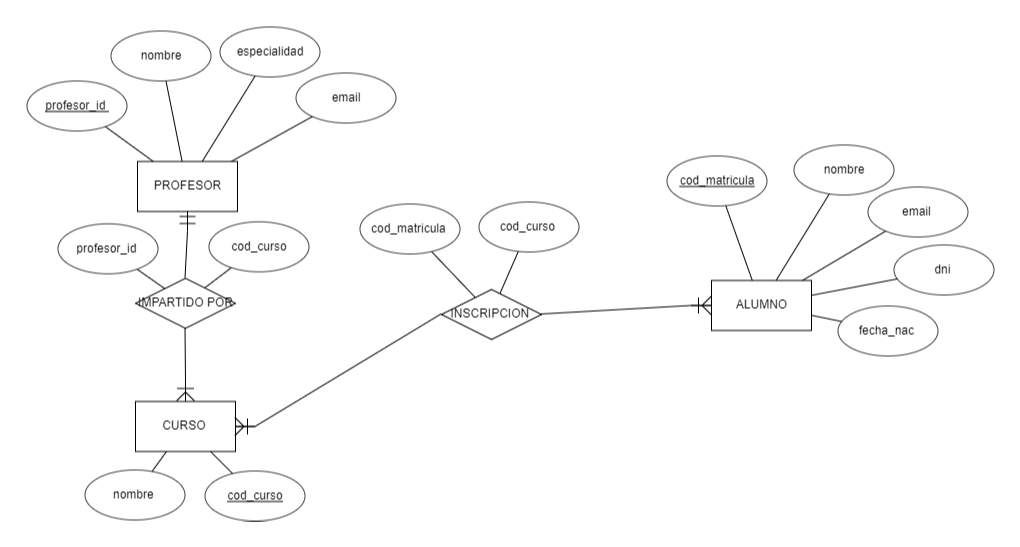 nombre
especialidad
profesor_id
email
PROFESOR
profesor_id
cod_curso
IMPARTIDO POR
CURSO
nombre
cod_curso
cod_matricula
cod_curso
INSCRIPCION
cod_matricula
nombre
email
dni
fecha_nac
ALUMNO